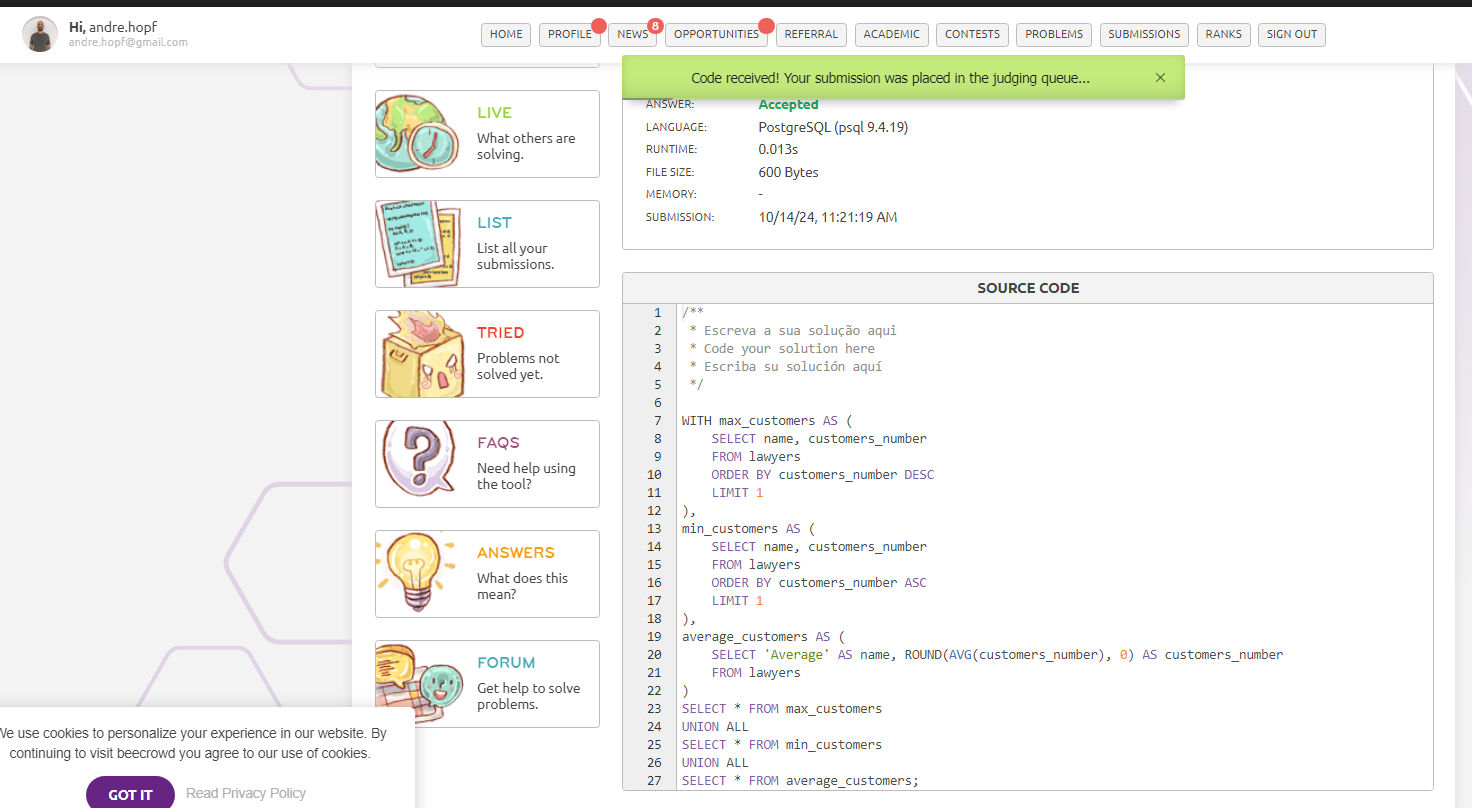 Hi, andre.hopf
andre.hopf@gmail.com
HOME
PROFILE
NEWS
8
OPPORTUNITIES
REFERRAL
ACADEMIC
CONTESTS
PROBLEMS
SUBMISSIONS
RANKS
SIGN OUT
Code received! Your submission was placed in the judging queue...
×
LIVE
What others are
solving.
LIST
List all your
submissions.
TRIED
Problems not
solved yet.
FAQS
Need help using
the tool?
ANSWERS
What does this
mean?
FORUM
Get help to solve
problems.
ANSWER: Accepted
LANGUAGE: PostgreSQL (psql 9.4.19)
RUNTIME: 0.013s
FILE SIZE: 600 Bytes
MEMORY: -
SUBMISSION: 10/14/24, 11:21:19 AM
SOURCE CODE
1 /**
2  * Escreva a sua solução aqui
3  * Code your solution here
4  * Escriba su solución aquí
5  */
6
7 WITH max_customers AS (
8     SELECT name, customers_number
9     FROM lawyers
10     ORDER BY customers_number DESC
11     LIMIT 1
12 ),
13 min_customers AS (
14     SELECT name, customers_number
15     FROM lawyers
16     ORDER BY customers_number ASC
17     LIMIT 1
18 ),
19 average_customers AS (
20     SELECT 'Average' AS name, ROUND(AVG(customers_number), 0) AS customers_number
21     FROM lawyers
22 )
23 SELECT * FROM max_customers
24 UNION ALL
25 SELECT * FROM min_customers
26 UNION ALL
27 SELECT * FROM average_customers;
We use cookies to personalize your experience in our website. By
continuing to visit beecrowd you agree to our use of cookies.
GOT IT
Read Privacy Policy